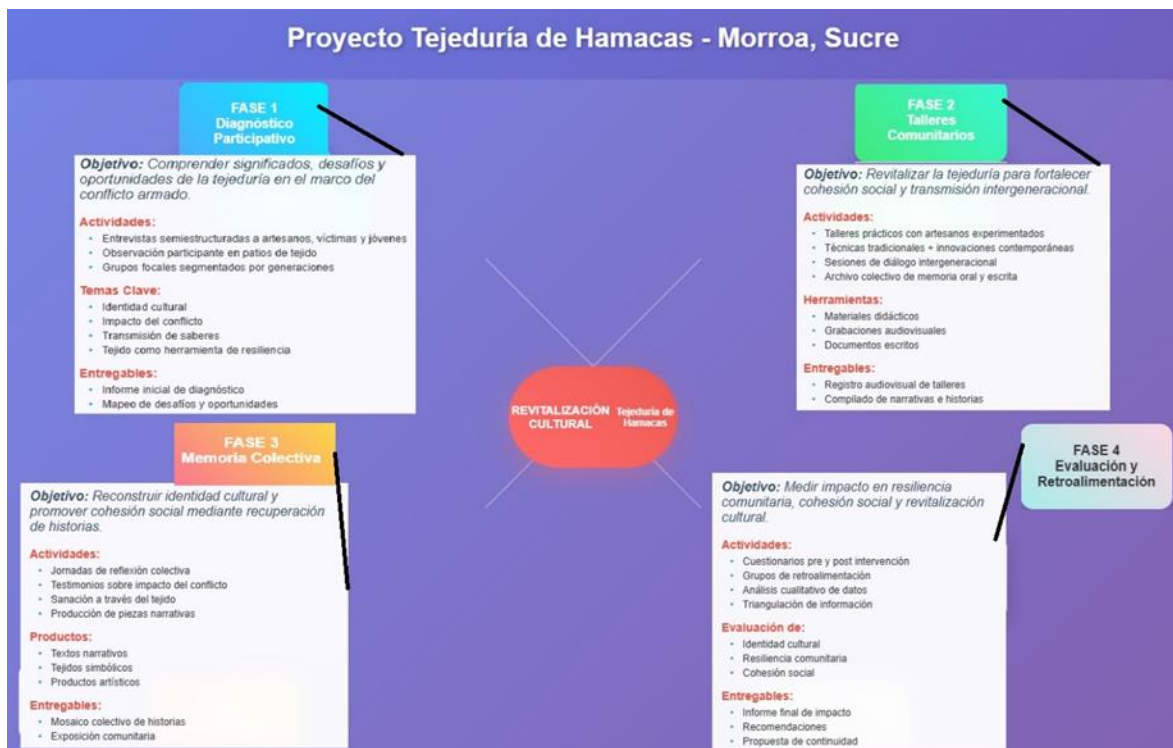 Proyecto Tejeduría de Hamacas - Morroa, Sucre
FASE 1
Diagnóstico
Participativo
Objetivo: Comprender significados, desafíos y
oportunidades de la tejeduría en el marco del
conflicto armado.
Actividades:
• Entrevistas semiestructuradas a artesanos, víctimas y jóvenes
• Observación participante en patios de tejido
• Grupos focales segmentados por generaciones
Temas Clave:
• Identidad cultural
• Impacto del conflicto
• Transmisión de saberes
• Tejido como herramienta de resiliencia
Entregables:
• Informe inicial de diagnóstico
• Mapeo de desafíos y oportunidades
FASE 2
Talleres
Comunitarios
Objetivo: Revitalizar la tejeduría para fortalecer
cohesión social y transmisión intergeneracional.
Actividades:
• Talleres prácticos con artesanos experimentados
• Técnicas tradicionales + innovaciones contemporáneas
• Sesiones de diálogo intergeneracional
• Archivo colectivo de memoria oral y escrita
Herramientas:
• Materiales didácticos
• Grabaciones audiovisuales
• Documentos escritos
Entregables:
• Registro audiovisual de talleres
• Compilado de narrativas e historias
REVITALIZACIÓN
CULTURAL
Tejeduría de
Hamacas
FASE 3
Memoria Colectiva
Objetivo: Reconstruir identidad cultural y
promover cohesión social mediante recuperación
de historias.
Actividades:
• Jornadas de reflexión colectiva
• Testimonios sobre impacto del conflicto
• Sanación a través del tejido
• Producción de piezas narrativas
Productos:
• Textos narrativos
• Tejidos simbólicos
• Productos artísticos
Entregables:
• Mosaico colectivo de historias
• Exposición comunitaria
FASE 4
Evaluación y
Retroalimentación
Objetivo: Medir impacto en resiliencia
comunitaria, cohesión social y revitalización
cultural.
Actividades:
• Cuestionarios pre y post intervención
• Grupos de retroalimentación
• Análisis cualitativo de datos
• Triangulación de información
Evaluación de:
• Identidad cultural
• Resiliencia comunitaria
• Cohesión social
Entregables:
• Informe final de impacto
• Recomendaciones
• Propuesta de continuidad